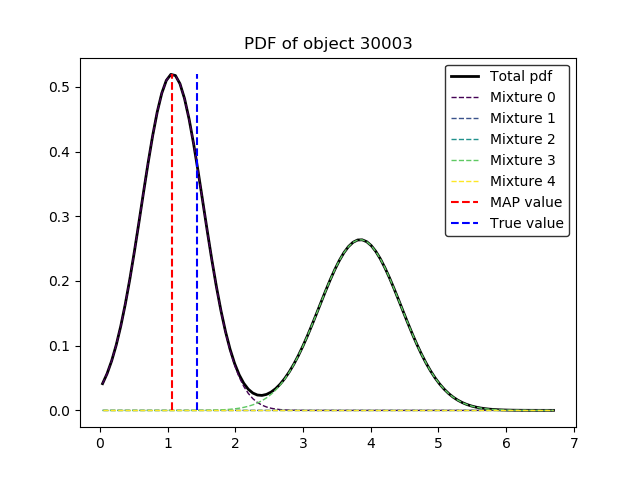 PDF of object 30003
Total pdf
Mixture 0
Mixture 1
Mixture 2
Mixture 3
Mixture 4
MAP value
True value
0.5
0.4
0.3
0.2
0.1
0.0
0 1 2 3 4 5 6 7